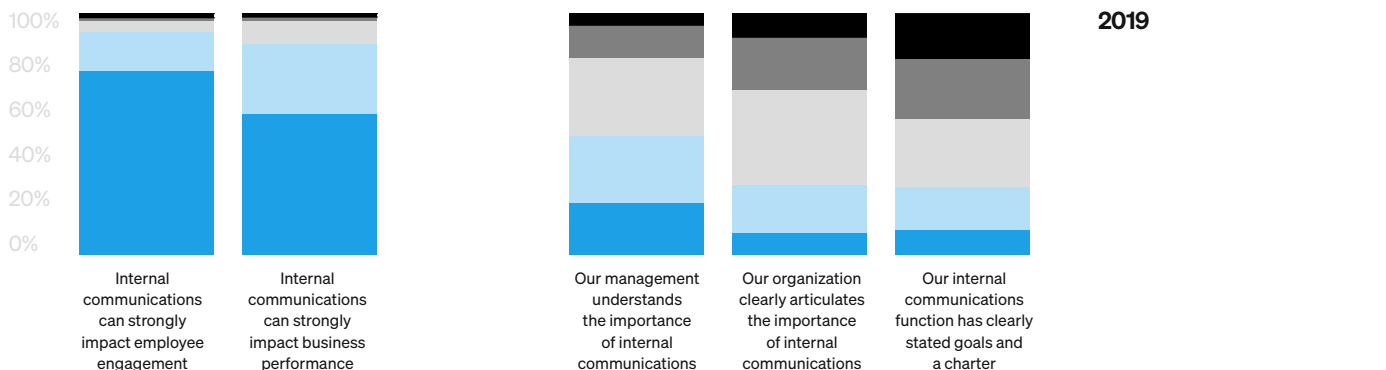 100%
80%
60%
40%
20%
0%
2019
Internal
communications
can strongly
impact employee
engagement
Internal
communications
can strongly
impact business
performance
Our management
understands
the importance
of internal
communications
Our organization
clearly articulates
the importance
of internal
communications
Our internal
communications
function has clearly
stated goals and
a charter